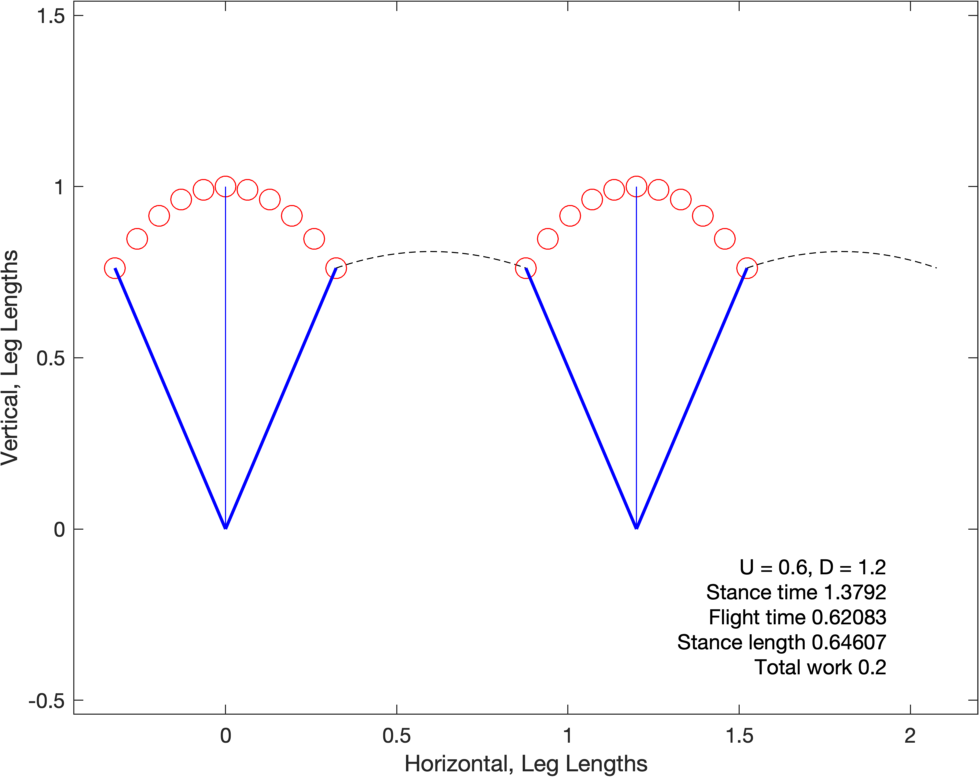 1.5
1
0.5
0
-0.5
Vertical, Leg Lengths
U = 0.6, D = 1.2
Stance time 1.3792
Flight time 0.62083
Stance length 0.64607
Total work 0.2
0
0.5
1
1.5
2
Horizontal, Leg Lengths